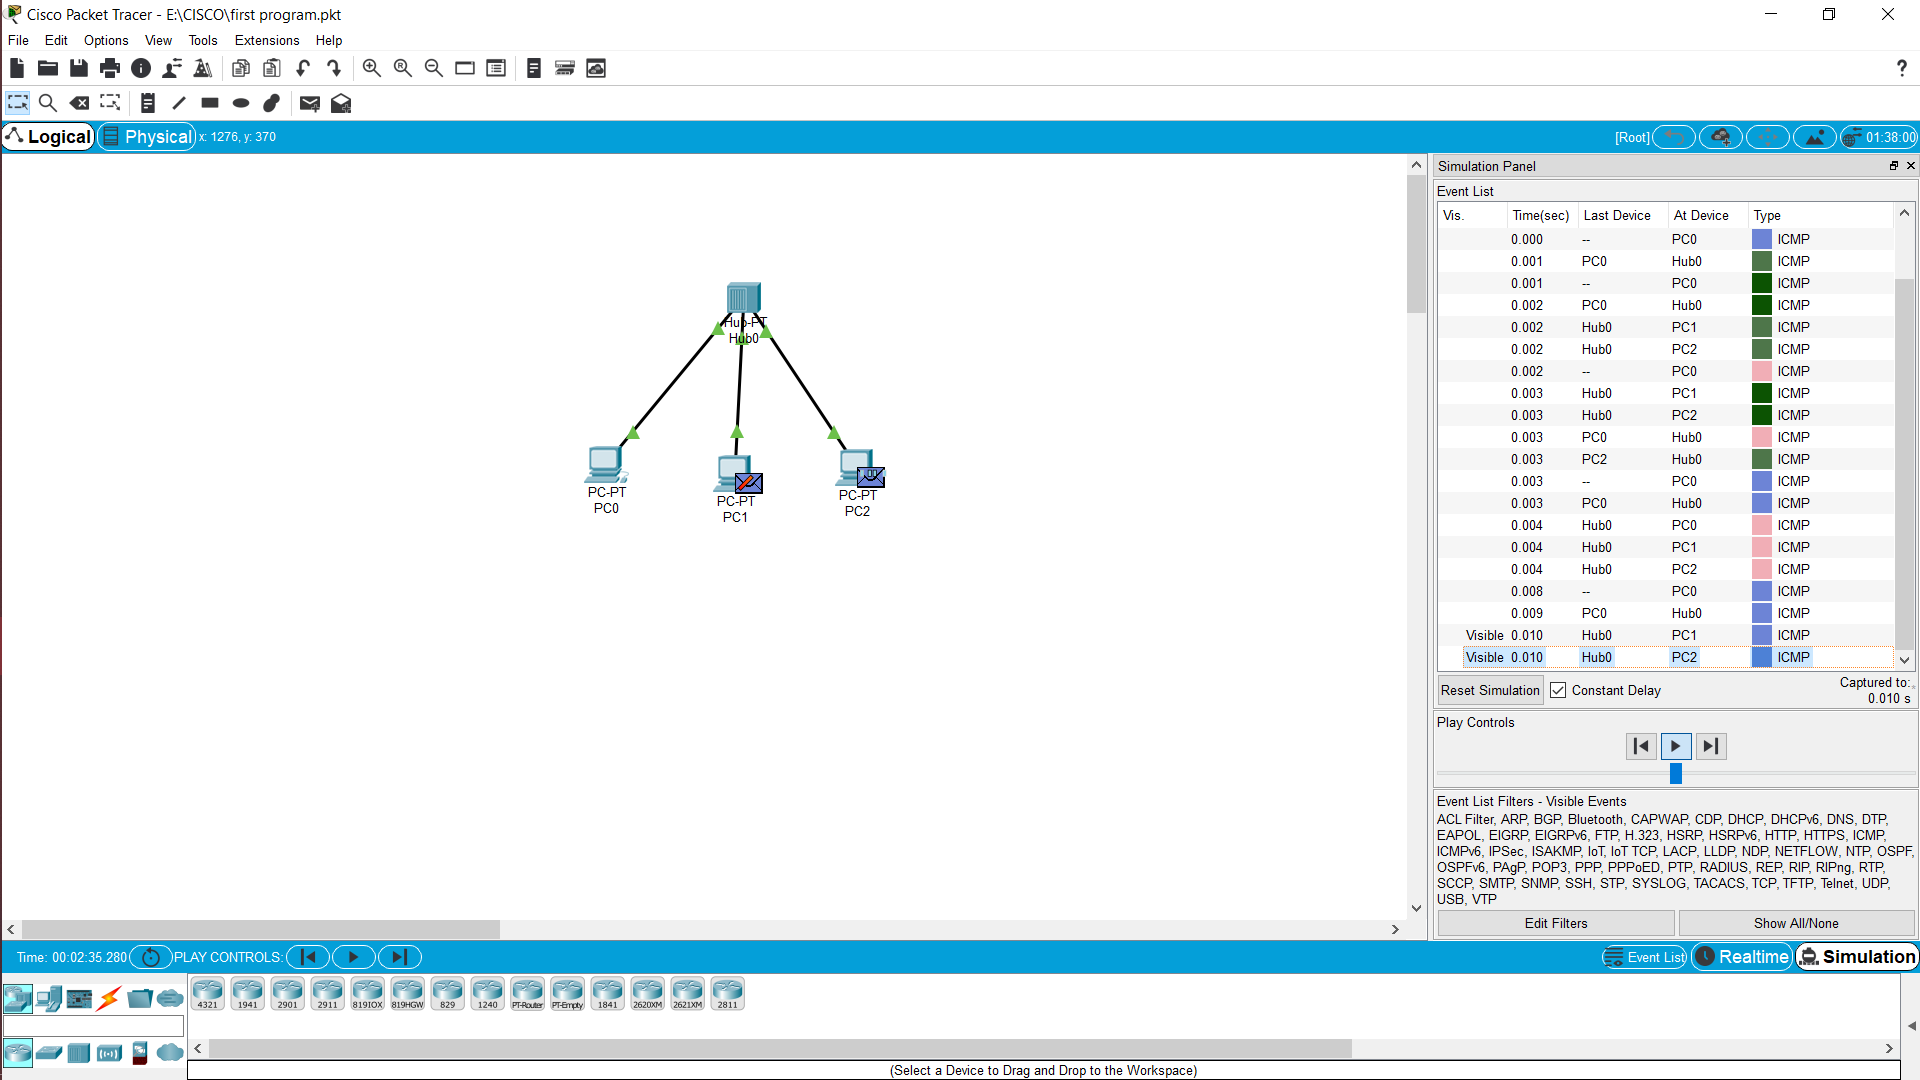 Cisco Packet Tracer - E:\CISCO\first program.pkt
File Edit Options View Tools Extensions Help
?
Logical Physical x: 1276, y: 370 [Root] 01:38:00
Hub-PT
Hub0
PC-PT
PC0
PC-PT
PC1
PC-PT
PC2
Simulation Panel
Event List
Vis. Time(sec) Last Device At Device Type
0.000 -- PC0 ICMP
0.001 PC0 Hub0 ICMP
0.001 -- PC0 ICMP
0.002 PC0 Hub0 ICMP
0.002 Hub0 PC1 ICMP
0.002 Hub0 PC2 ICMP
0.002 -- PC0 ICMP
0.003 Hub0 PC1 ICMP
0.003 Hub0 PC2 ICMP
0.003 PC0 Hub0 ICMP
0.003 PC2 Hub0 ICMP
0.003 -- PC0 ICMP
0.003 PC0 Hub0 ICMP
0.004 Hub0 PC0 ICMP
0.004 Hub0 PC1 ICMP
0.004 Hub0 PC2 ICMP
0.008 -- PC0 ICMP
0.009 PC0 Hub0 ICMP
Visible 0.010 Hub0 PC1 ICMP
Visible 0.010 Hub0 PC2 ICMP
Reset Simulation Constant Delay Captured to:
0.010 s
Play Controls
Event List Filters - Visible Events
ACL Filter, ARP, BGP, Bluetooth, CAPWAP, CDP, DHCP, DHCPv6, DNS, DTP,
EAPOL, EIGRP, EIGRPv6, FTP, H.323, HSRP, HSRPv6, HTTP, HTTPS, ICMP,
ICMPv6, IPSec, ISAKMP, IoT, IoT TCP, LACP, LLDP, NDP, NETFLOW, NTP, OSPF,
OSPFv6, PAgP, POP3, PPP, PPPoED, PTP, RADIUS, REP, RIP, RIPng, RTP,
SCCP, SMTP, SNMP, SSH, STP, SYSLOG, TACACS, TCP, TFTP, Telnet, UDP,
USB, VTP
Edit Filters Show All/None
Time: 00:02:35.280 PLAY CONTROLS: Event List Realtime Simulation
4321 1941 2901 2911 819IOX 819HGW 829 1240 PT-Router PT-Empty 1841 2620XM 2621XM 2811
(Select a Device to Drag and Drop to the Workspace)